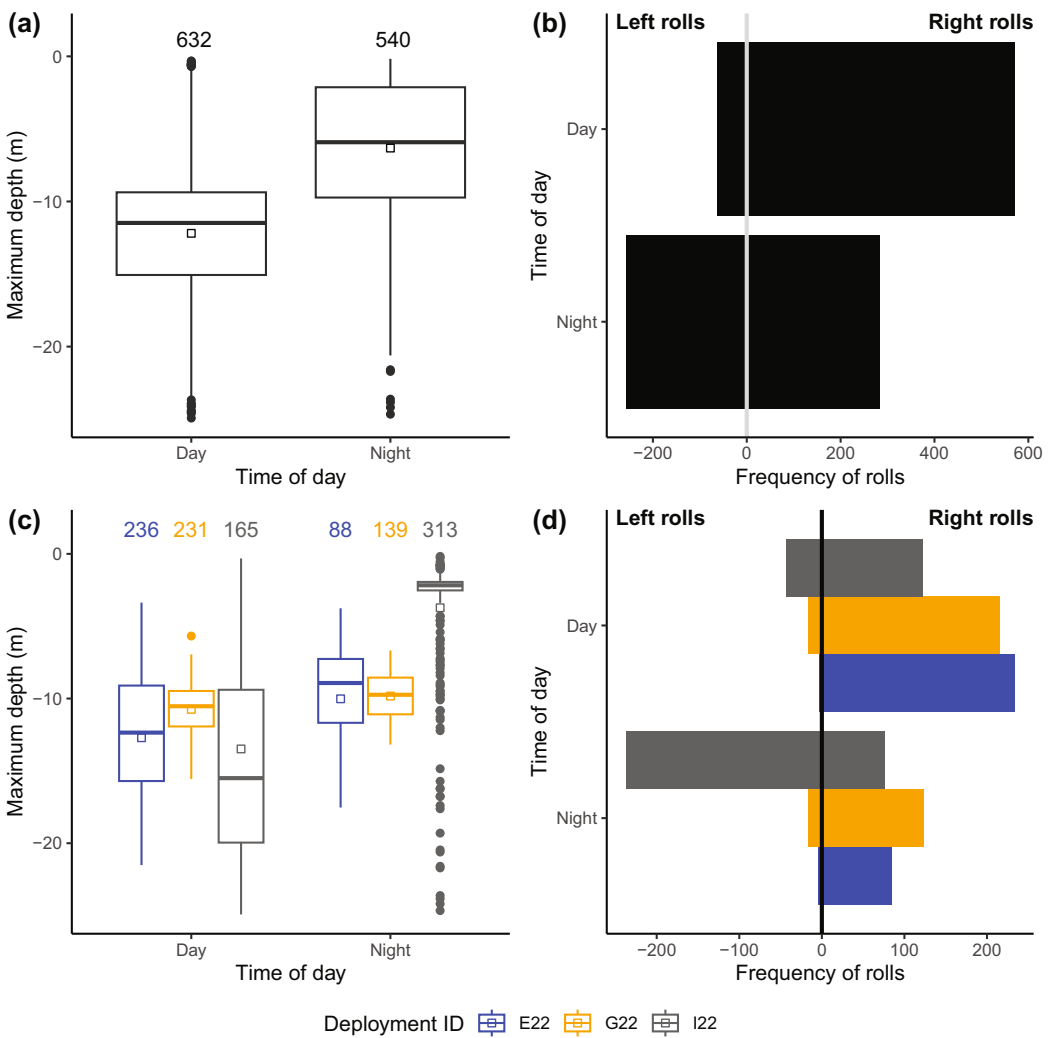 (a)
632
540
0
−10
−20
Maximum depth (m)
Day
Night
Time of day
(b)
Left rolls
Right rolls
Day
Night
Time of day
−200
0
200
400
600
Frequency of rolls
(c)
236
231
165
88
139
313
0
−10
−20
Maximum depth (m)
Day
Night
Time of day
(d)
Left rolls
Right rolls
Day
Night
Time of day
−200
−100
0
100
200
Frequency of rolls
Deployment ID
E22
G22
I22